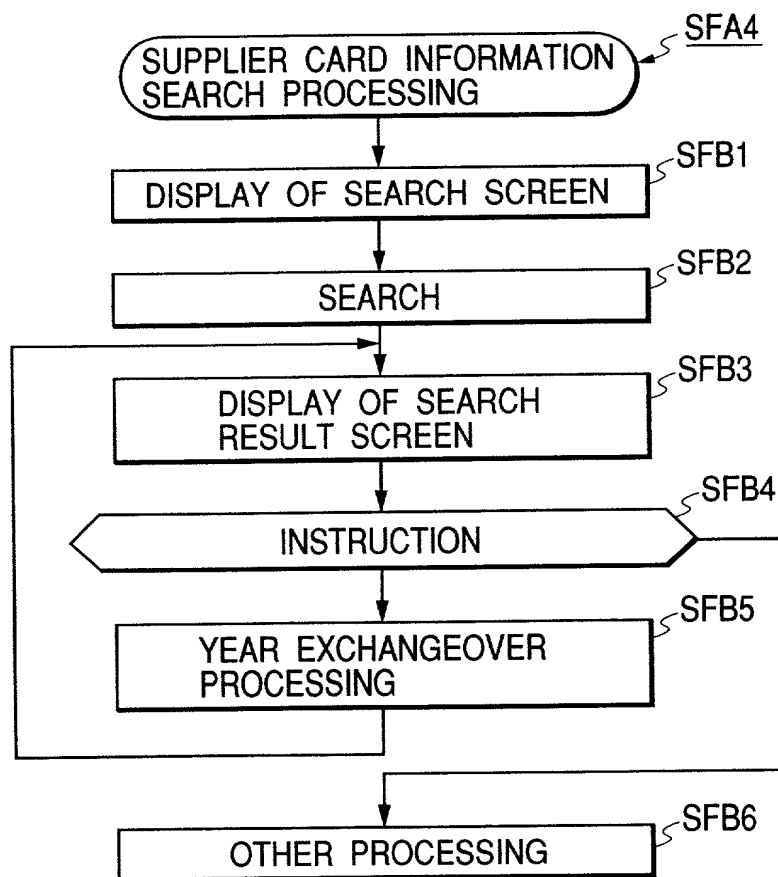 SFA4
SUPPLIER CARD INFORMATION
SEARCH PROCESSING
SFB1
DISPLAY OF SEARCH SCREEN
SFB2
SEARCH
SFB3
DISPLAY OF SEARCH
RESULT SCREEN
SFB4
INSTRUCTION
SFB5
YEAR EXCHANGEOVER
PROCESSING
SFB6
OTHER PROCESSING